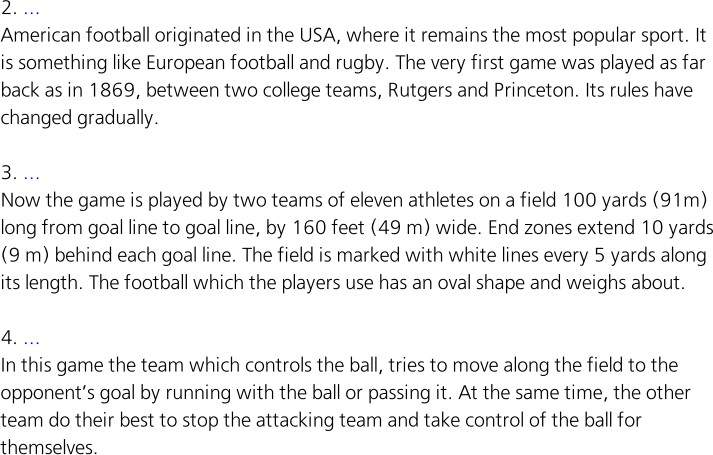 2. ...
American football originated in the USA, where it remains the most popular sport. It
is something like European football and rugby. The very first game was played as far
back as in 1869, between two college teams, Rutgers and Princeton. Its rules have
changed gradually.
3. ...
Now the game is played by two teams of eleven athletes on a field 100 yards (91m)
long from goal line to goal line, by 160 feet (49 m) wide. End zones extend 10 yards
(9 m) behind each goal line. The field is marked with white lines every 5 yards along
its length. The football which the players use has an oval shape and weighs about.
4. ...
In this game the team which controls the ball, tries to move along the field to the
opponent’s goal by running with the ball or passing it. At the same time, the other
team do their best to stop the attacking team and take control of the ball for
themselves.